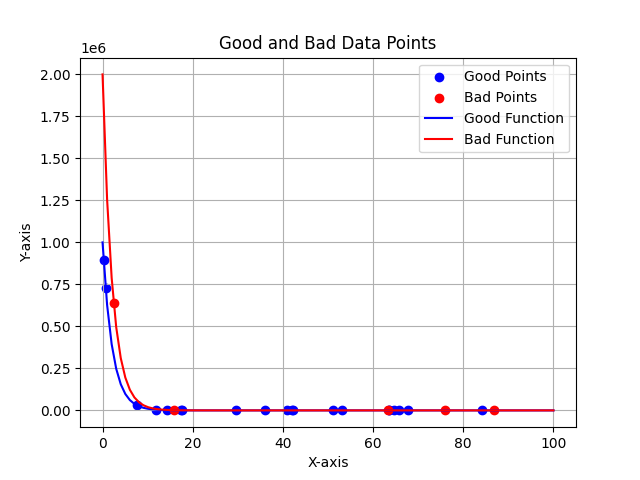 Good and Bad Data Points
1e6
2.00
1.75
1.50
1.25
1.00
0.75
0.50
0.25
0.00
Y-axis
0
20
40
60
80
100
X-axis
Good Points
Bad Points
Good Function
Bad Function